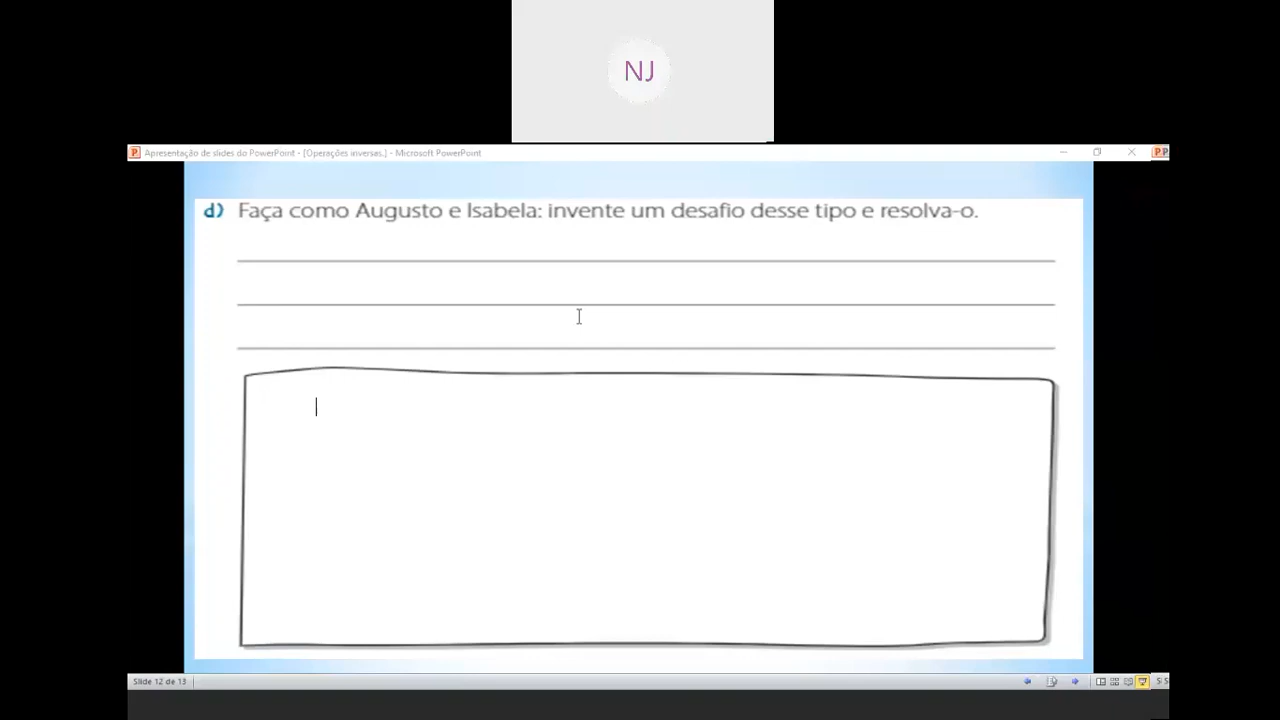 NJ
Apresentação de slides do PowerPoint - [Operações inversas.] - Microsoft PowerPoint
d) Faça como Augusto e Isabela: invente um desafio desse tipo e resolva-o.
Slide 12 de 13